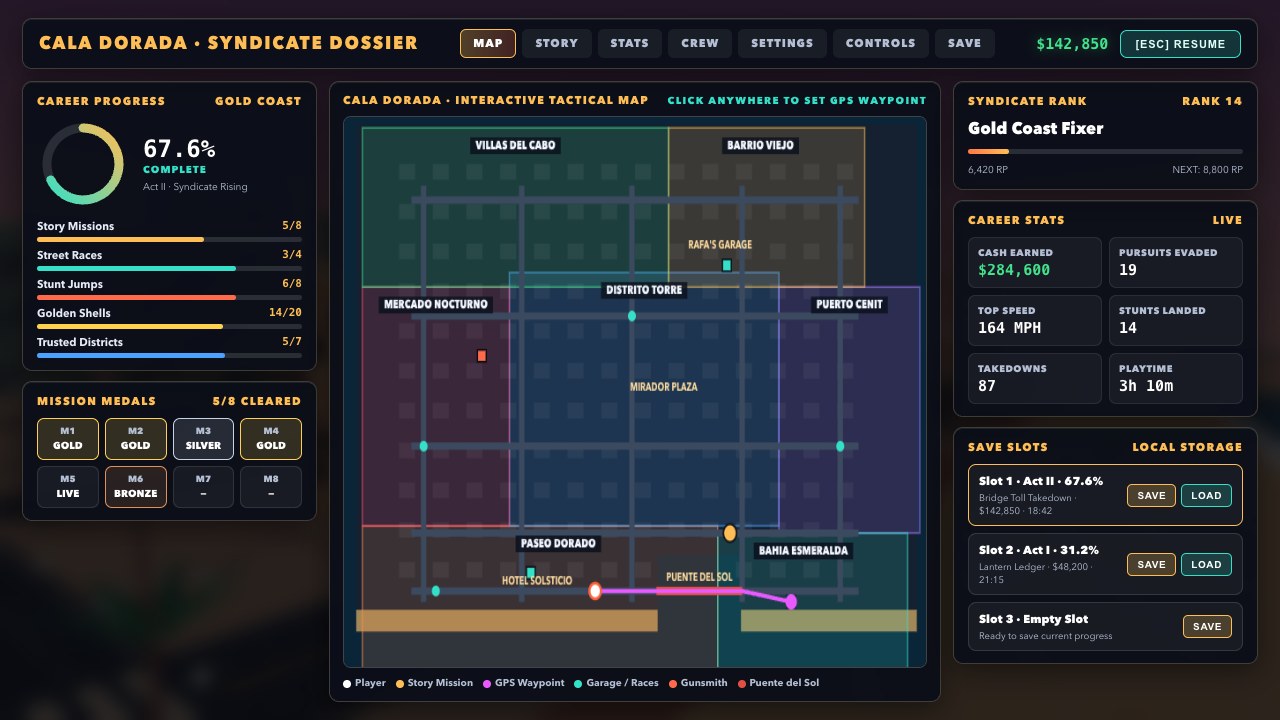 CALA DORADA · SYNDICATE DOSSIER
MAP
STORY
STATS
CREW
SETTINGS
CONTROLS
SAVE
$142,850
[ESC] RESUME
CAREER PROGRESS
GOLD COAST
67.6%
COMPLETE
Act II · Syndicate Rising
Story Missions 5/8
Street Races 3/4
Stunt Jumps 6/8
Golden Shells 14/20
Trusted Districts 5/7
MISSION MEDALS
5/8 CLEARED
M1
GOLD
M2
GOLD
M3
SILVER
M4
GOLD
M5
LIVE
M6
BRONZE
M7
–
M8
–
CALA DORADA · INTERACTIVE TACTICAL MAP
CLICK ANYWHERE TO SET GPS WAYPOINT
VILLAS DEL CABO
BARRIO VIEJO
RAFA'S GARAGE
DISTRITO TORRE
MERCADO NOCTURNO
PUERTO CENIT
MIRADOR PLAZA
PASEO DORADO
BAHIA ESMERALDA
HOTEL SOLSTICIO
PUENTE DEL SOL
Player
Story Mission
GPS Waypoint
Garage / Races
Gunsmith
Puente del Sol
SYNDICATE RANK
RANK 14
Gold Coast Fixer
6,420 RP
NEXT: 8,800 RP
CAREER STATS
LIVE
CASH EARNED
$284,600
PURSUITS EVADED
19
TOP SPEED
164 MPH
STUNTS LANDED
14
TAKEDOWNS
87
PLAYTIME
3h 10m
SAVE SLOTS
LOCAL STORAGE
Slot 1 · Act II · 67.6%
Bridge Toll Takedown ·
$142,850 · 18:42
SAVE
LOAD
Slot 2 · Act I · 31.2%
Lantern Ledger · $48,200 ·
21:15
SAVE
LOAD
Slot 3 · Empty Slot
Ready to save current progress
SAVE